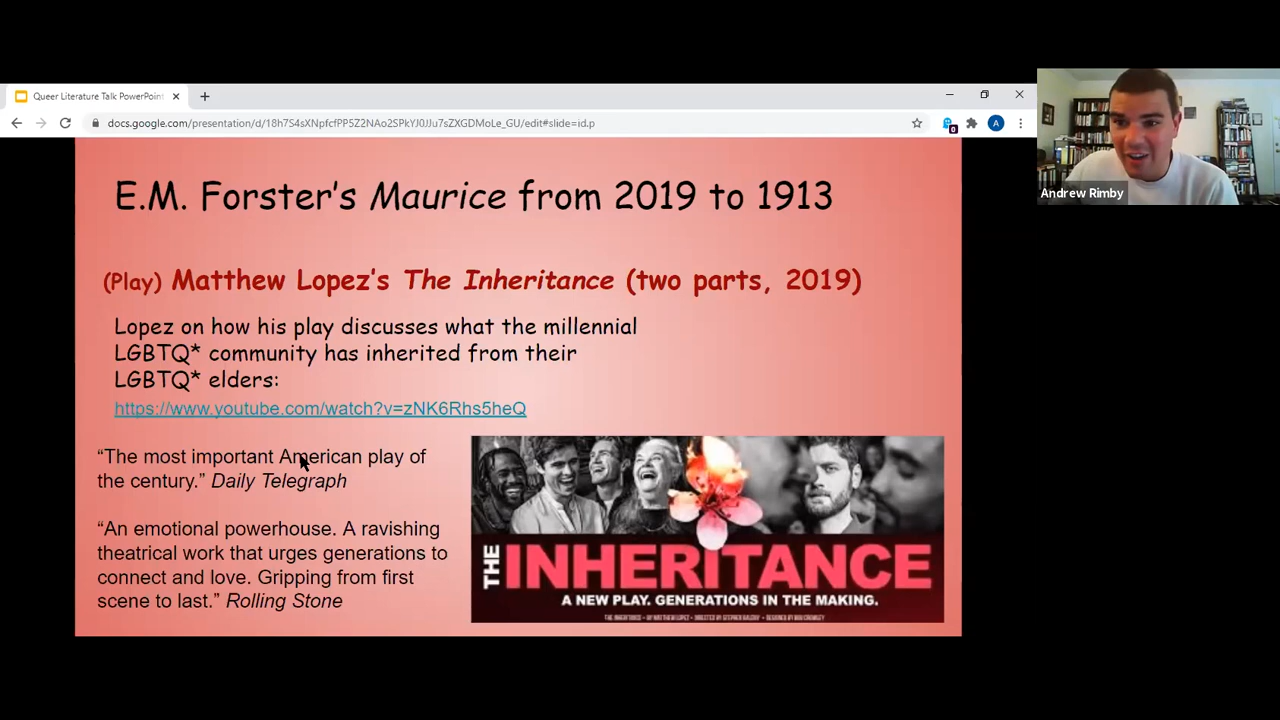 Queer Literature Talk PowerPoint
docs.google.com/presentation/d/18h7S4sXNpfcfPP5Z2NAo2SPkYJ0JJu7sZXGDMoLe_GU/edit#slide=id.p
0
A
Andrew Rimby
E.M. Forster's Maurice from 2019 to 1913
(Play) Matthew Lopez's The Inheritance (two parts, 2019)
Lopez on how his play discusses what the millennial
LGBTQ* community has inherited from their
LGBTQ* elders:
https://www.youtube.com/watch?v=zNK6Rhs5heQ
“The most important American play of
the century.” Daily Telegraph
“An emotional powerhouse. A ravishing
theatrical work that urges generations to
connect and love. Gripping from first
scene to last.” Rolling Stone
THE INHERITANCE
A NEW PLAY. GENERATIONS IN THE MAKING.